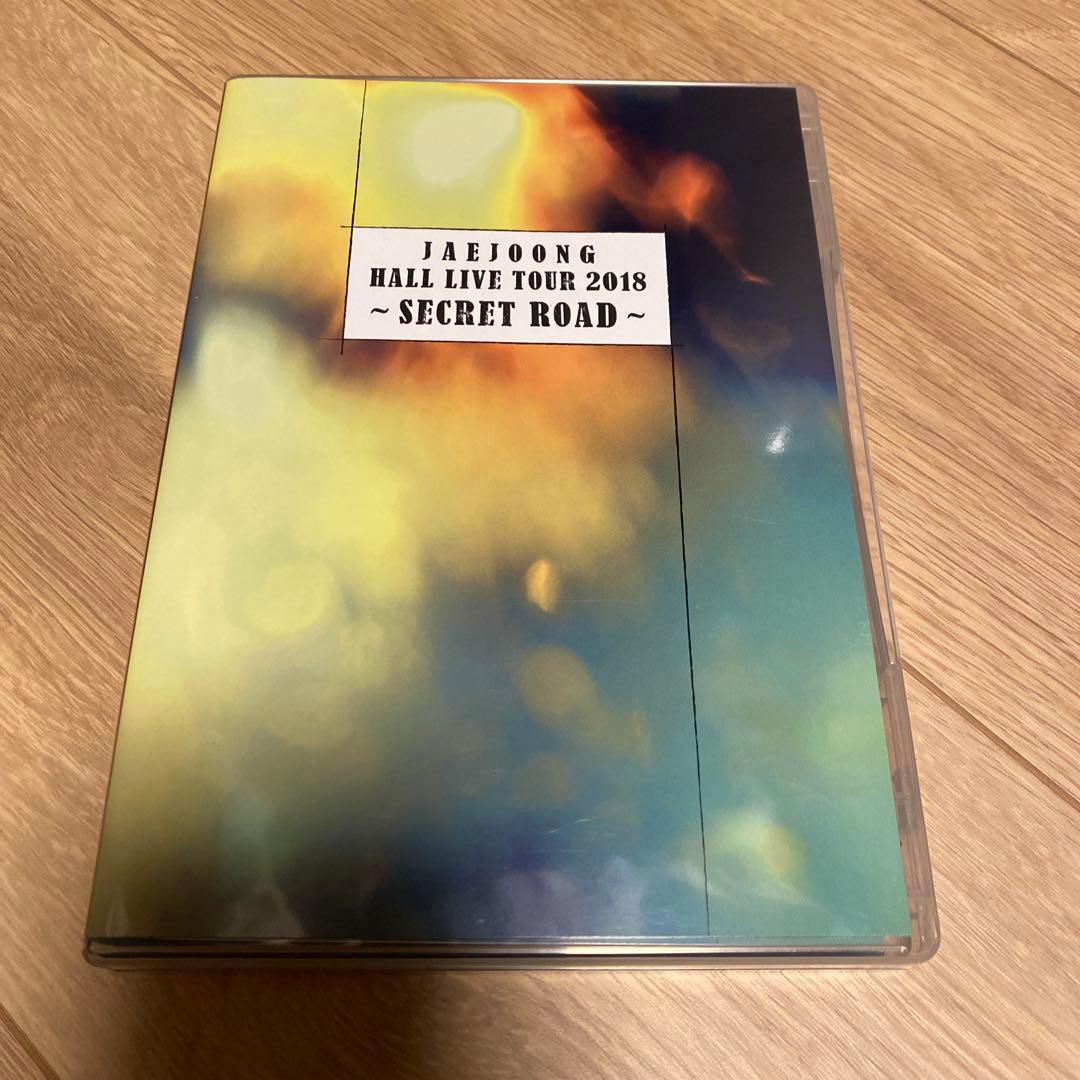 JAEJOONG
HALL LIVE TOUR 2018
~ SECRET ROAD ~